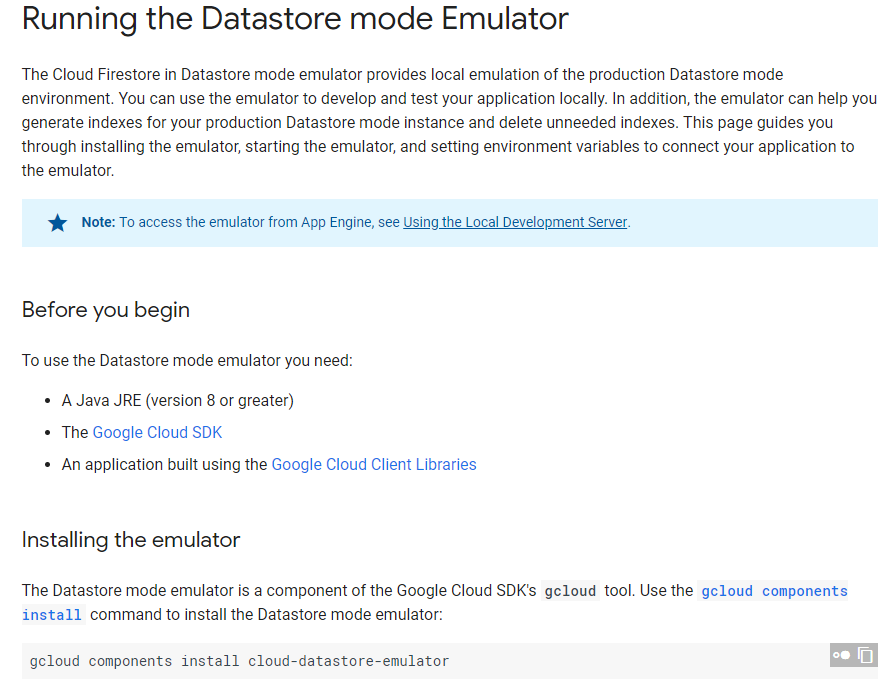 Running the Datastore mode Emulator
The Cloud Firestore in Datastore mode emulator provides local emulation of the production Datastore mode
environment. You can use the emulator to develop and test your application locally. In addition, the emulator can help you
generate indexes for your production Datastore mode instance and delete unneeded indexes. This page guides you
through installing the emulator, starting the emulator, and setting environment variables to connect your application to
the emulator.
Note: To access the emulator from App Engine, see Using the Local Development Server.
Before you begin
To use the Datastore mode emulator you need:
• A Java JRE (version 8 or greater)
• The Google Cloud SDK
• An application built using the Google Cloud Client Libraries
Installing the emulator
The Datastore mode emulator is a component of the Google Cloud SDK's gcloud tool. Use the gcloud components
install command to install the Datastore mode emulator:
gcloud components install cloud-datastore-emulator